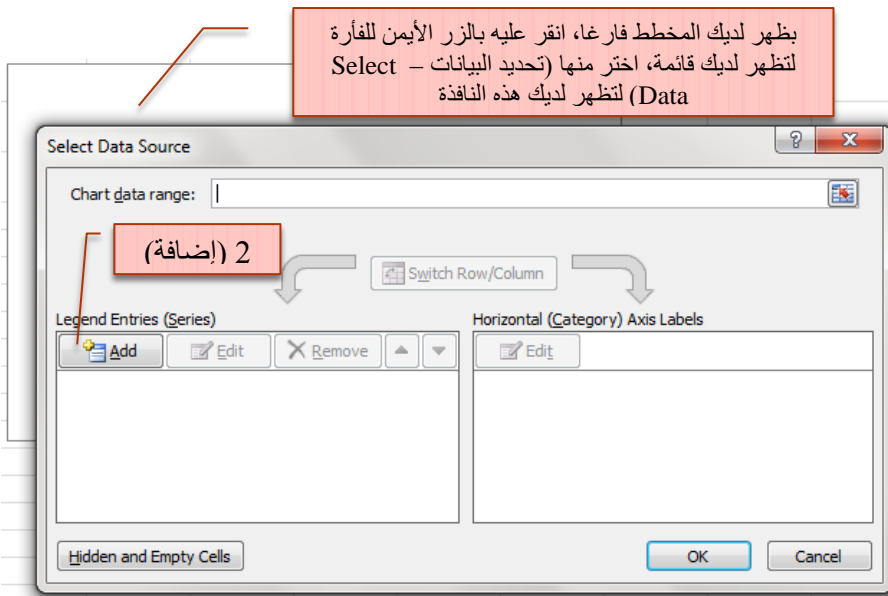 بظهر لديك المخطط فارغا، انقر عليه بالزر الأيمن للفأرة
لتظهر لديك قائمة، اختر منها (تحديد البيانات – Select
Data) لتظهر لديك هذه النافذة
Select Data Source
Chart data range:
2 (إضافة)
Switch Row/Column
Legend Entries (Series)
Horizontal (Category) Axis Labels
Add Edit Remove
Edit
Hidden and Empty Cells
OK Cancel